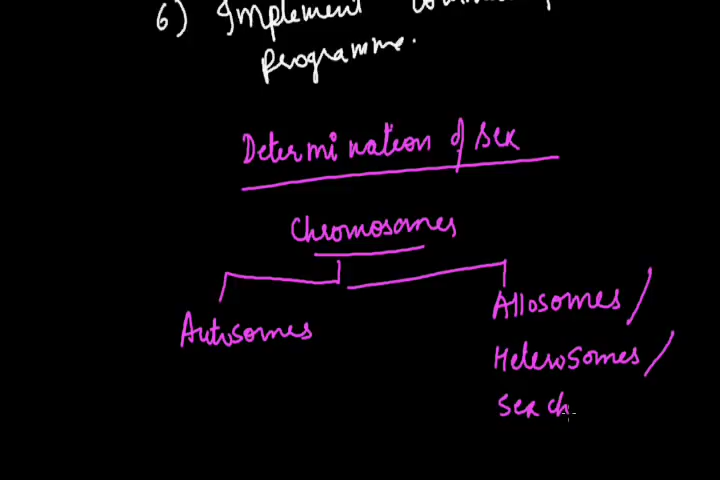 6) Implement
programme.
Determination of sex
Chromosomes
Autosomes
Allosomes /
Heterosomes /
sex ch